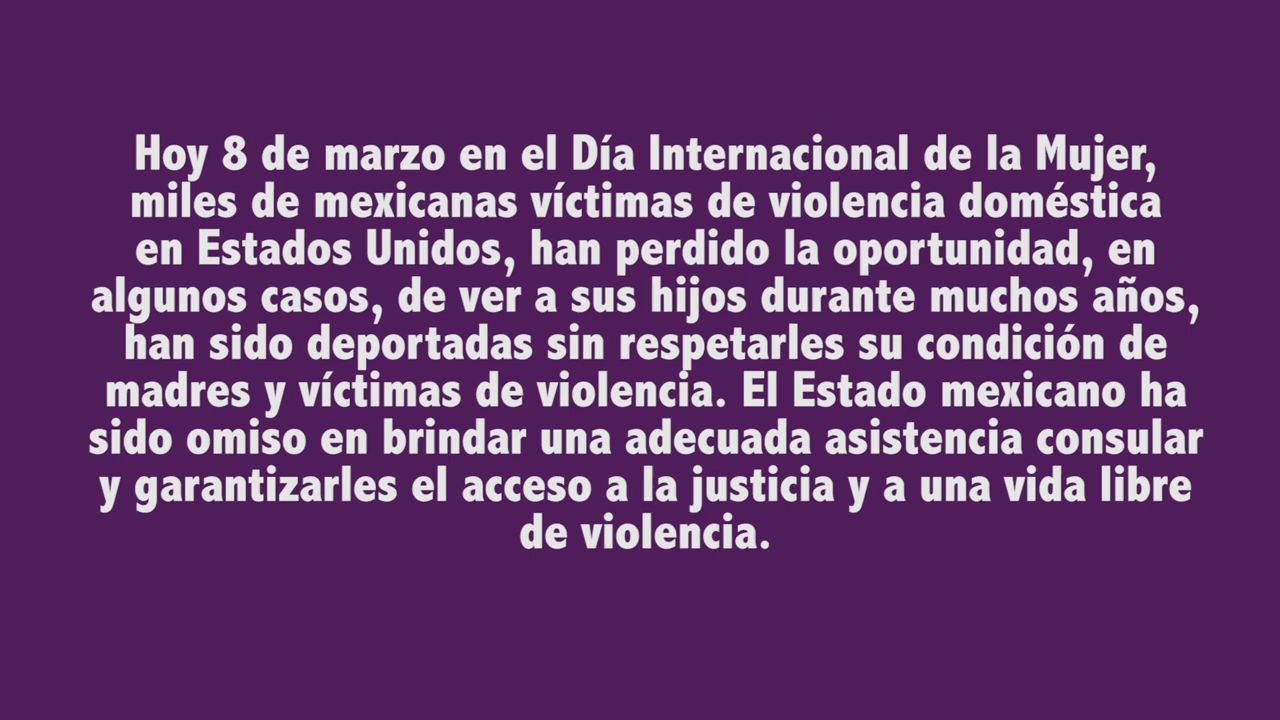 Hoy 8 de marzo en el Día Internacional de la Mujer,
miles de mexicanas víctimas de violencia doméstica
en Estados Unidos, han perdido la oportunidad, en
algunos casos, de ver a sus hijos durante muchos años,
han sido deportadas sin respetarles su condición de
madres y víctimas de violencia. El Estado mexicano ha
sido omiso en brindar una adecuada asistencia consular
y garantizarles el acceso a la justicia y a una vida libre
de violencia.